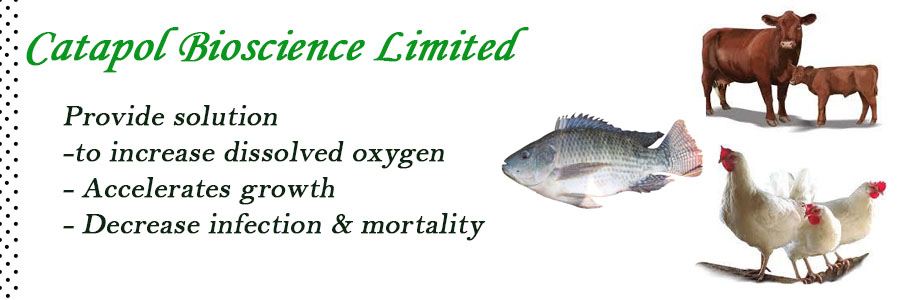 Catapol Bioscience Limited
Provide solution
-to increase dissolved oxygen
- Accelerates growth
- Decrease infection & mortality